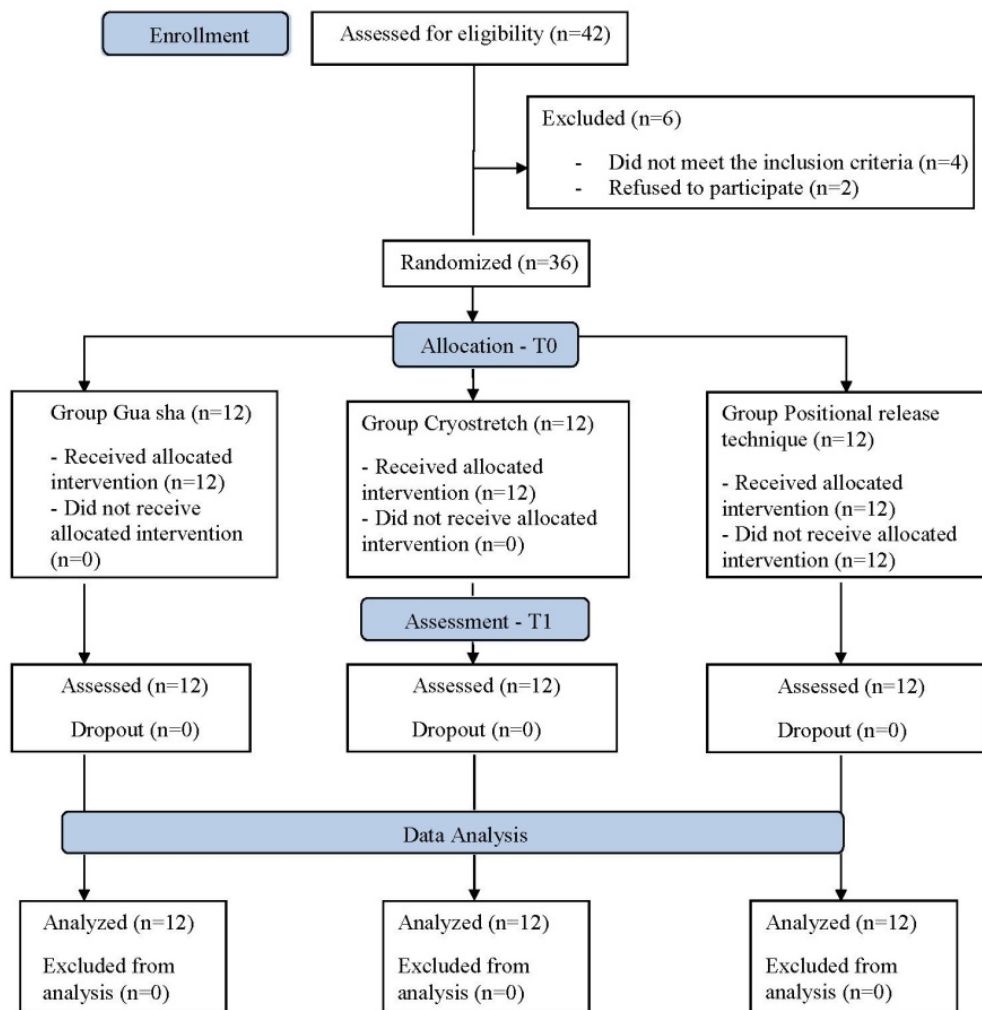 Enrollment
Assessed for eligibility (n=42)
Excluded (n=6)
- Did not meet the inclusion criteria (n=4)
- Refused to participate (n=2)
Randomized (n=36)
Allocation - T0
Group Gua sha (n=12)
- Received allocated
intervention (n=12)
- Did not receive
allocated intervention
(n=0)
Group Cryostretch (n=12)
- Received allocated
intervention (n=12)
- Did not receive allocated
intervention (n=0)
Group Positional release
technique (n=12)
- Received allocated
intervention (n=12)
- Did not receive allocated
intervention (n=12)
Assessment - T1
Assessed (n=12)
Dropout (n=0)
Assessed (n=12)
Dropout (n=0)
Assessed (n=12)
Dropout (n=0)
Data Analysis
Analyzed (n=12)
Excluded from
analysis (n=0)
Analyzed (n=12)
Excluded from
analysis (n=0)
Analyzed (n=12)
Excluded from
analysis (n=0)